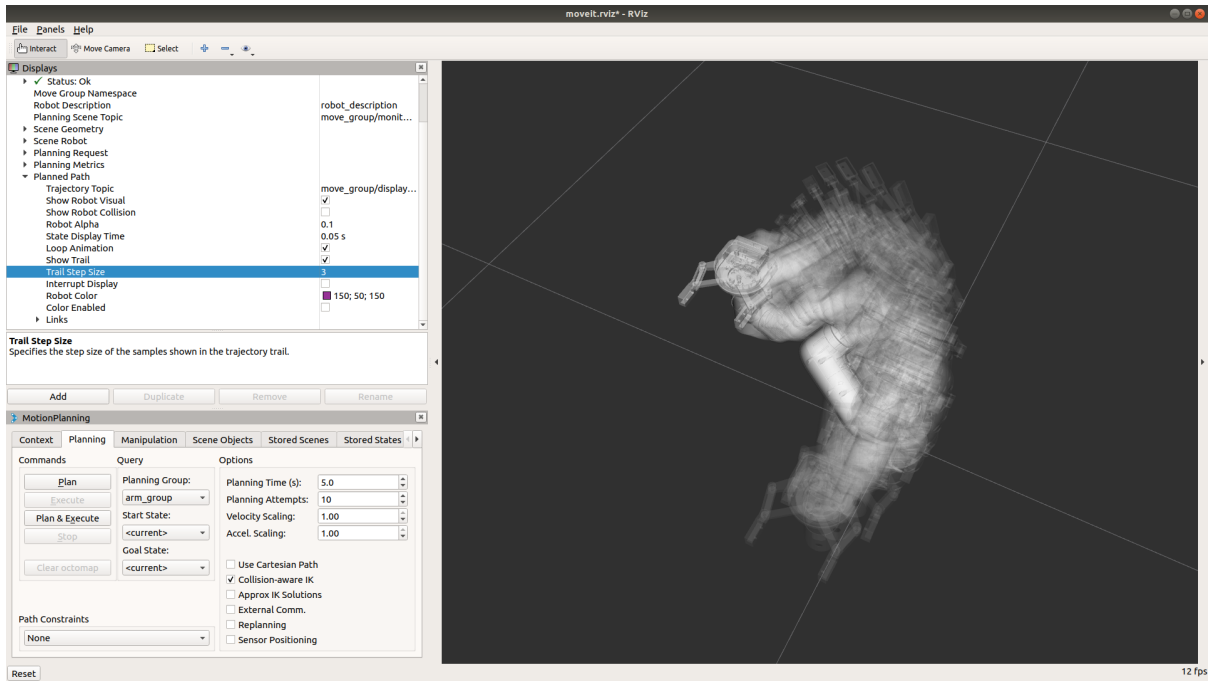 moveit.rviz* - RViz
File Panels Help
Interact Move Camera Select
Displays
Status: Ok
Move Group Namespace
Robot Description robot_description
Planning Scene Topic move_group/monit...
Scene Geometry
Scene Robot
Planning Request
Planning Metrics
Planned Path
Trajectory Topic move_group/display...
Show Robot Visual
Show Robot Collision
Robot Alpha 0.1
State Display Time 0.05 s
Loop Animation
Show Trail
Trail Step Size 3
Interrupt Display
Robot Color 150; 50; 150
Color Enabled
Links
Trail Step Size
Specifies the step size of the samples shown in the trajectory trail.
Add Duplicate Remove Rename
MotionPlanning
Context Planning Manipulation Scene Objects Stored Scenes Stored States
Commands Query Options
Plan Planning Group: Planning Time (s): 5.0
Execute arm_group Planning Attempts: 10
Plan & Execute Start State: Velocity Scaling: 1.00
Stop <current> Accel. Scaling: 1.00
Goal State:
Clear octomap <current> Use Cartesian Path
Collision-aware IK
Approx IK Solutions
External Comm.
Path Constraints Replanning
None Sensor Positioning
Reset 12 fps